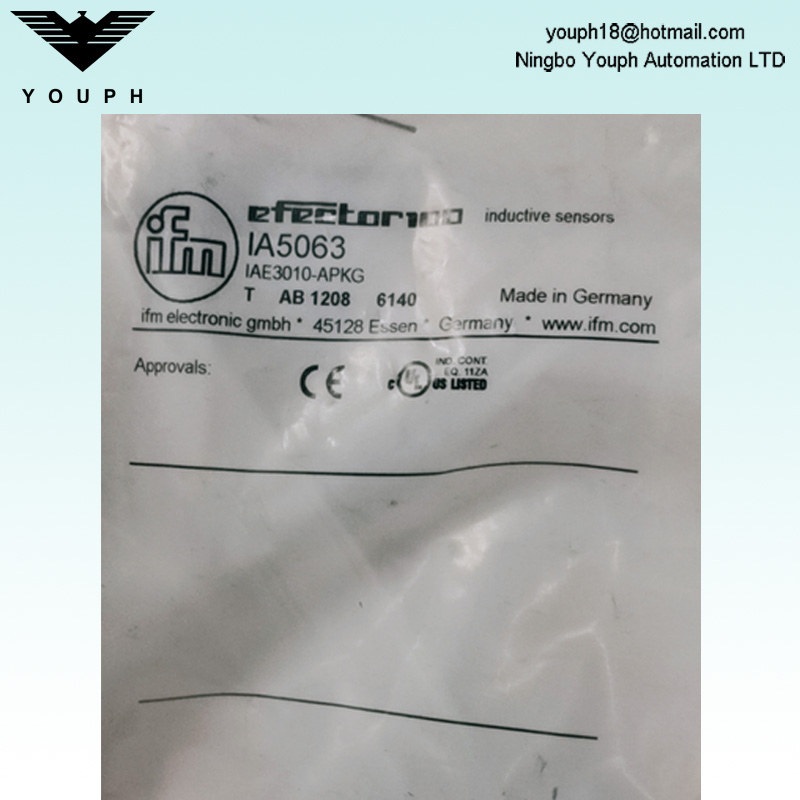 youph18@hotmail.com
Ningbo Youph Automation LTD
YOUPH
ifm
efector100 inductive sensors
IA5063
IAE3010-APKG
T AB 1208 6140 Made in Germany
ifm electronic gmbh * 45128 Essen * Germany * www.ifm.com
Approvals:
CE
c UL US LISTED
IND. CONT.
EQ. 11ZA